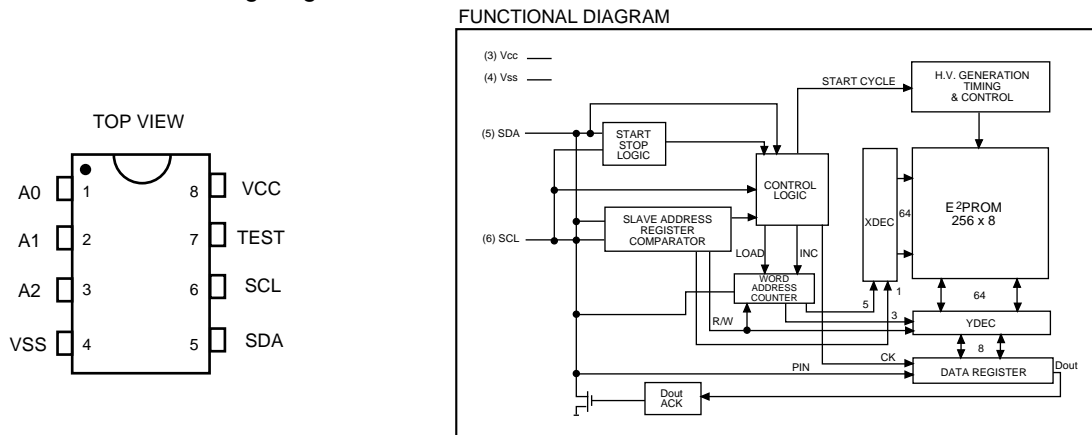 FUNCTIONAL DIAGRAM
TOP VIEW
A0 1 8 VCC
A1 2 7 TEST
A2 3 6 SCL
VSS 4 5 SDA
(3) Vcc
(4) Vss
(5) SDA
(6) SCL
START
STOP
LOGIC
SLAVE ADDRESS
REGISTER
COMPARATOR
CONTROL
LOGIC
START CYCLE
H.V. GENERATION
TIMING
& CONTROL
XDEC
64
E2PROM
256 x 8
LOAD
INC
WORD
ADDRESS
COUNTER
R/W
5
1
3
64
YDEC
8
CK
PIN
DATA REGISTER
Dout
Dout
ACK